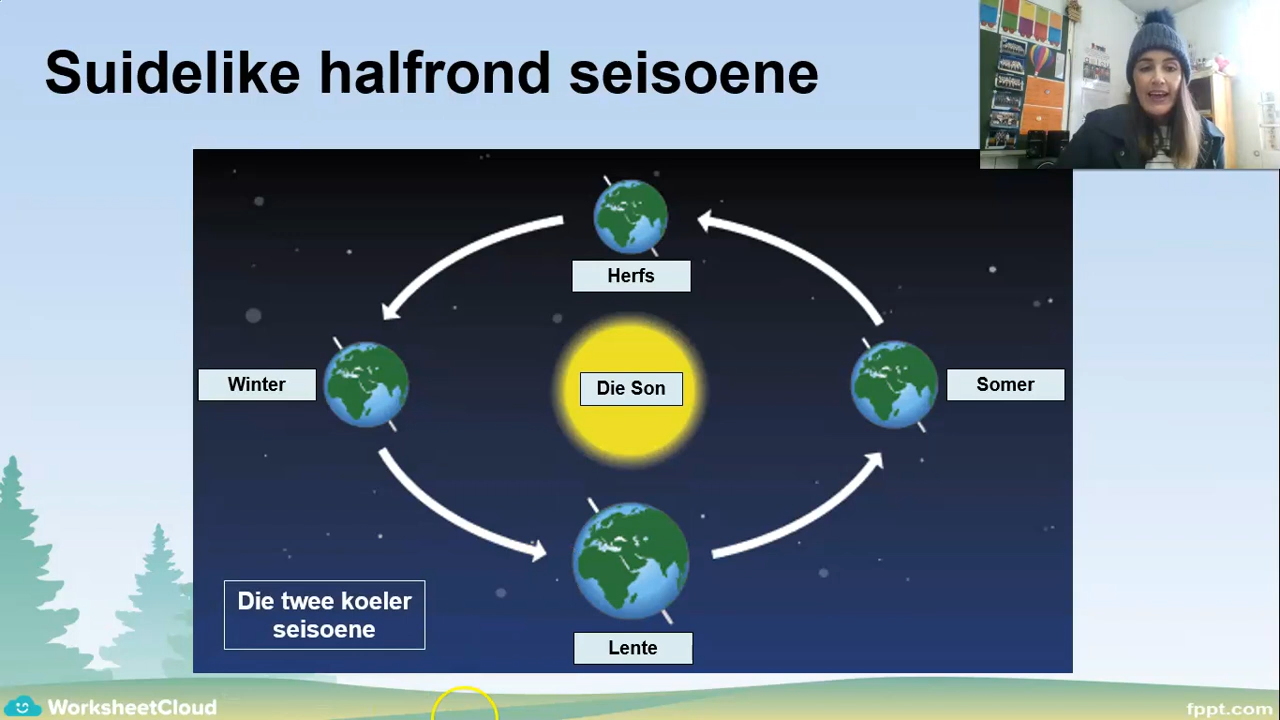 Suidelike halfrond seisoene
Herfs
Winter
Die Son
Somer
Die twee koeler
seisoene
Lente
WorksheetCloud
fppt.com